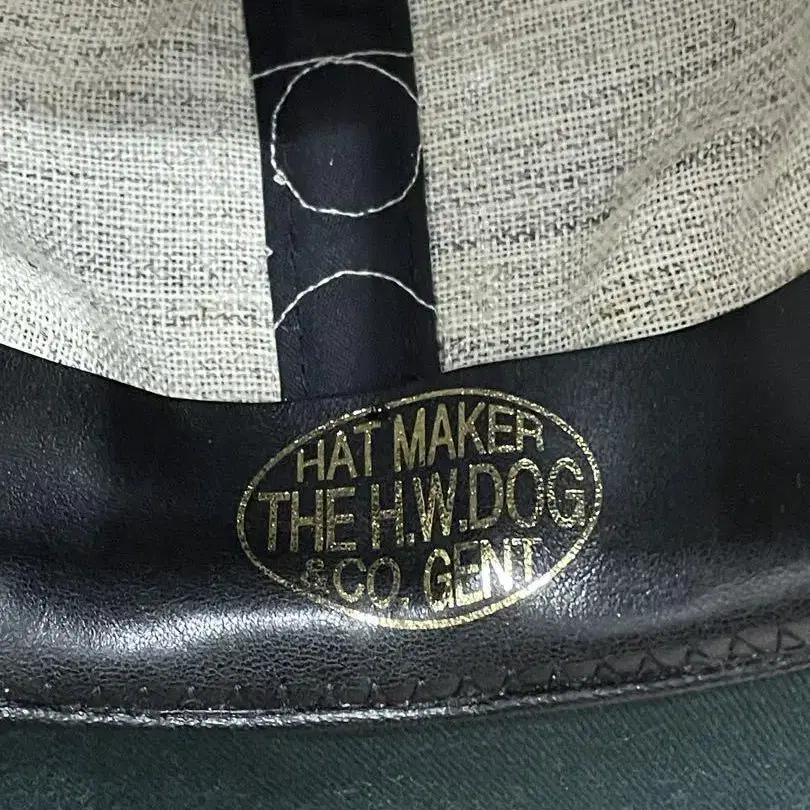 HAT MAKER
THE H.W.DOG
&CO. GENT